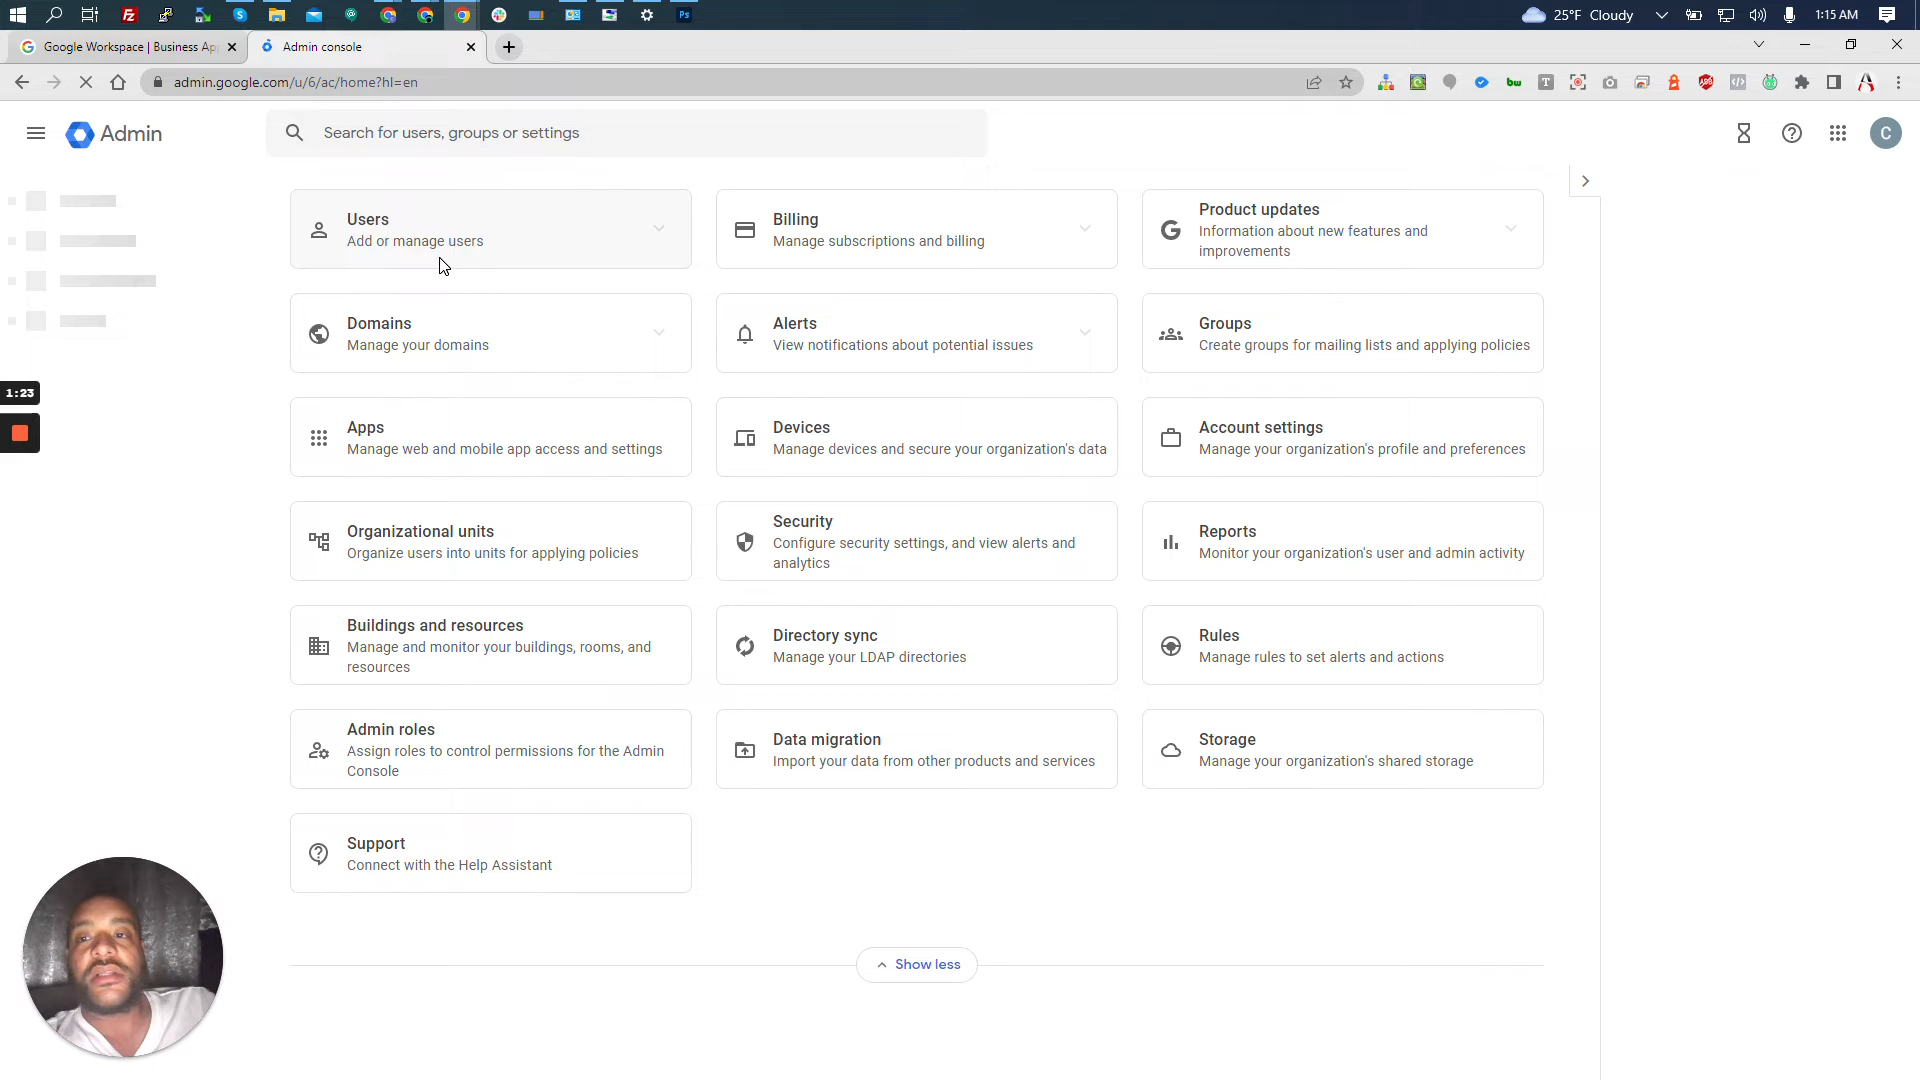 Fz
Ps
25°F Cloudy
1:15 AM
Google Workspace | Business Ap
Admin console
admin.google.com/u/6/ac/home?hl=en
bw
T
Admin
Search for users, groups or settings
C
Users
Add or manage users
Billing
Manage subscriptions and billing
Product updates
Information about new features and
improvements
Domains
Manage your domains
Alerts
View notifications about potential issues
Groups
Create groups for mailing lists and applying policies
1:23
Apps
Manage web and mobile app access and settings
Devices
Manage devices and secure your organization's data
Account settings
Manage your organization's profile and preferences
Organizational units
Organize users into units for applying policies
Security
Configure security settings, and view alerts and
analytics
Reports
Monitor your organization's user and admin activity
Buildings and resources
Manage and monitor your buildings, rooms, and
resources
Directory sync
Manage your LDAP directories
Rules
Manage rules to set alerts and actions
Admin roles
Assign roles to control permissions for the Admin
Console
Data migration
Import your data from other products and services
Storage
Manage your organization's shared storage
Support
Connect with the Help Assistant
Show less